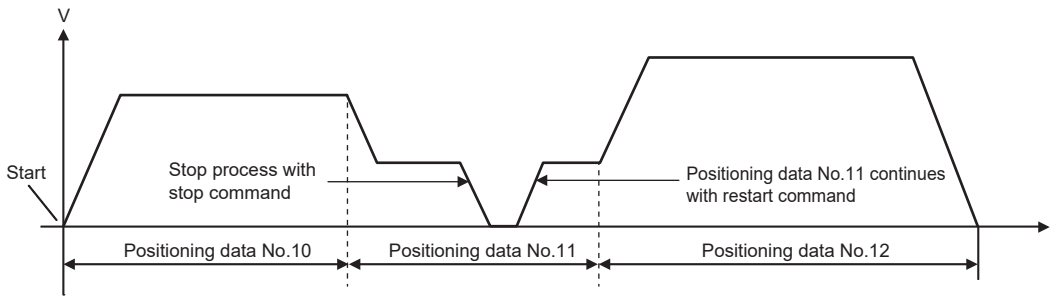 V
Start
Stop process with
stop command
Positioning data No.11 continues
with restart command
Positioning data No.10
Positioning data No.11
Positioning data No.12